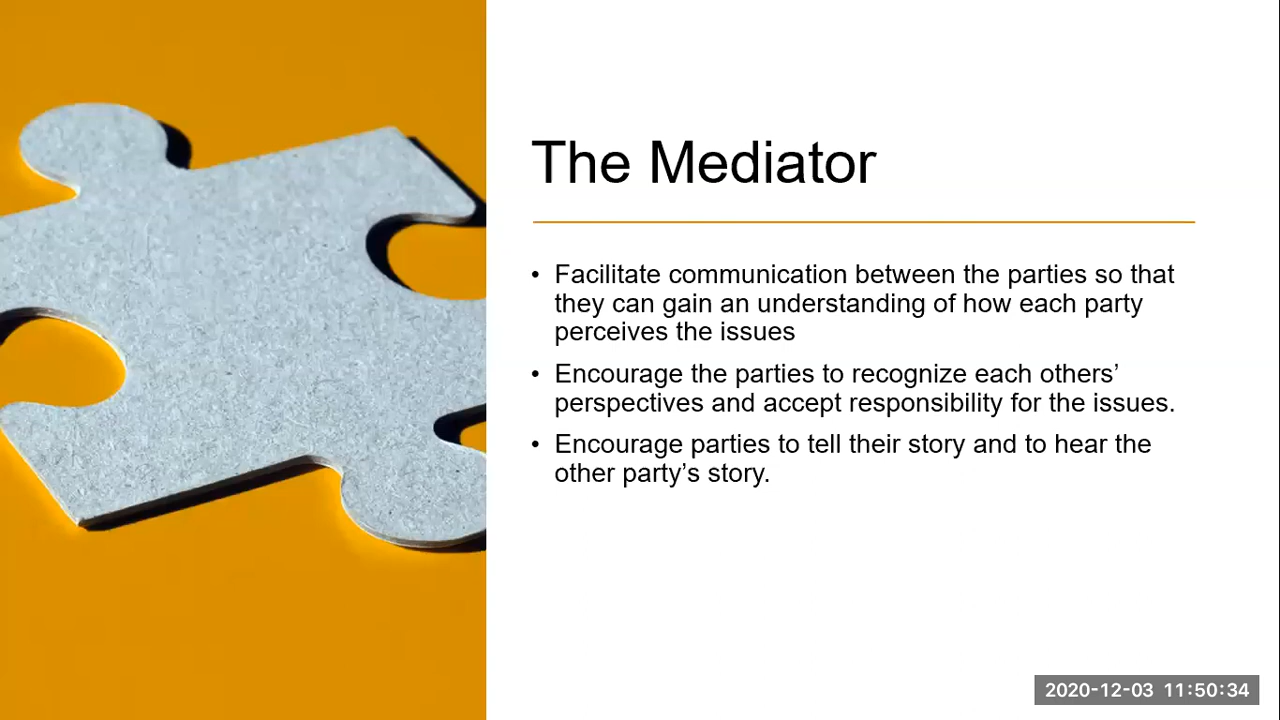 The Mediator
• Facilitate communication between the parties so that
they can gain an understanding of how each party
perceives the issues
• Encourage the parties to recognize each others’
perspectives and accept responsibility for the issues.
• Encourage parties to tell their story and to hear the
other party’s story.
2020-12-03 11:50:34